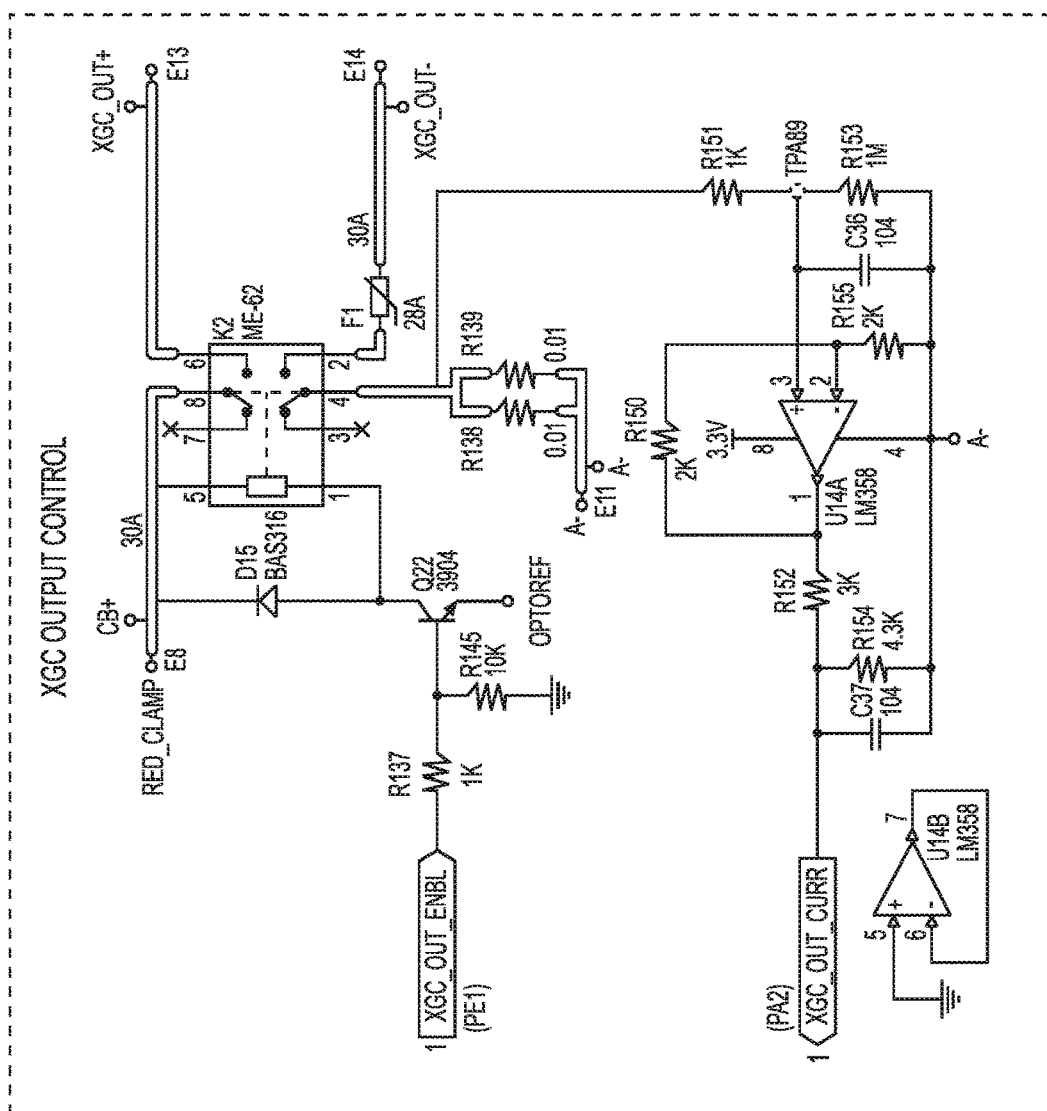 XGC OUTPUT CONTROL
RED_CLAMP
E8
CB+
30A
D15
BAS316
5
1
7
8
6
3
4
2
K2
ME-62
XGC_OUT+
E13
F1
28A
30A
E14
XGC_OUT-
1
XGC_OUT_ENBL
(PE1)
R137
1K
R145
10K
Q22
3904
OPTOREF
R138
0.01
R139
0.01
A-
E11
A-
R151
1K
TPA89
R153
1M
C36
104
R155
2K
R150
2K
3.3V
8
3
+
2
-
4
A-
1
U14A
LM358
R152
3K
R154
4.3K
C37
104
(PA2)
1
XGC_OUT_CURR
5
+
6
-
7
U14B
LM358